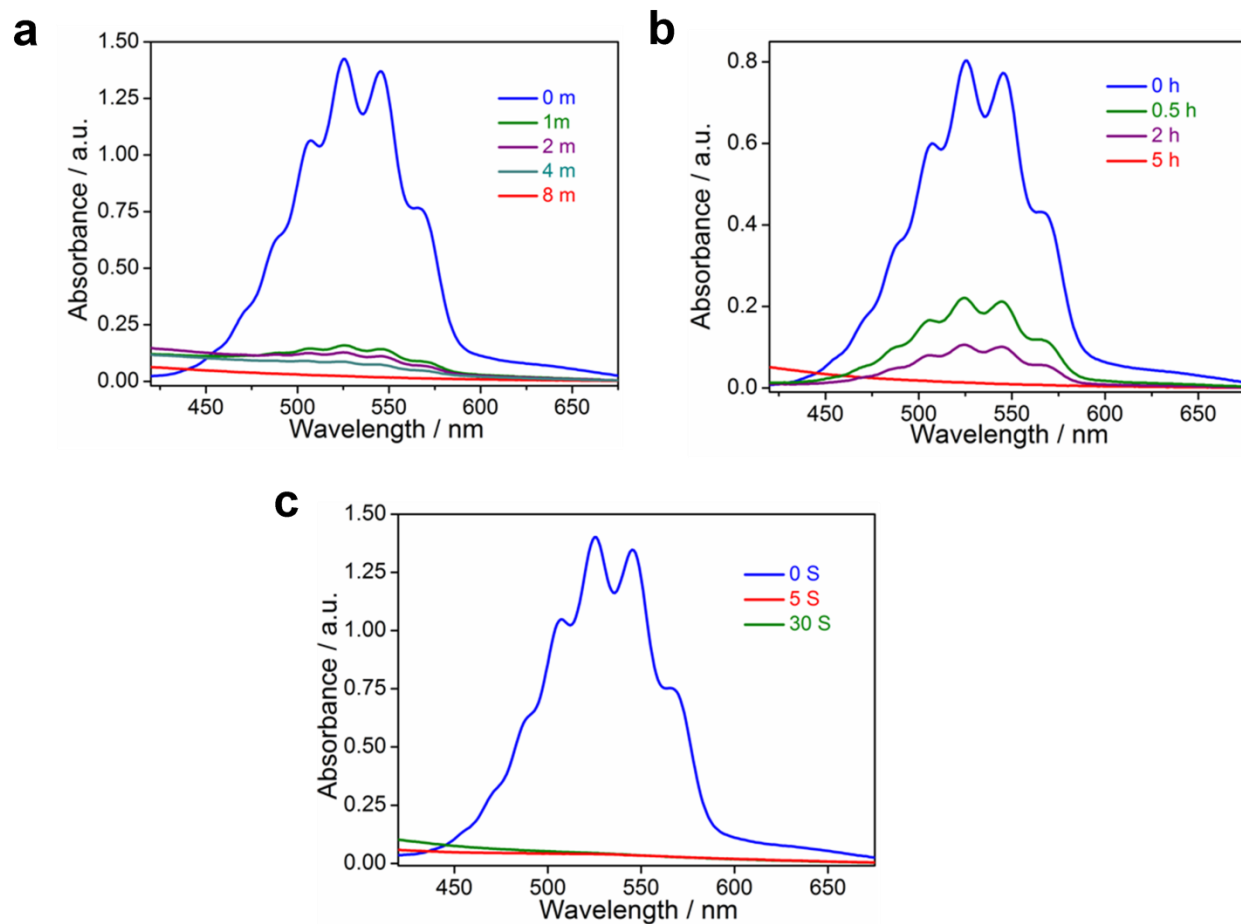 a
1.50
1.25
1.00
0.75
0.50
0.25
0.00
Absorbance / a.u.
0 m
1m
2 m
4 m
8 m
450 500 550 600 650
Wavelength / nm
b
0.8
0.6
0.4
0.2
0.0
Absorbance / a.u.
0 h
0.5 h
2 h
5 h
450 500 550 600 650
Wavelength / nm
c
1.50
1.25
1.00
0.75
0.50
0.25
0.00
Absorbance / a.u.
0 S
5 S
30 S
450 500 550 600 650
Wavelength / nm